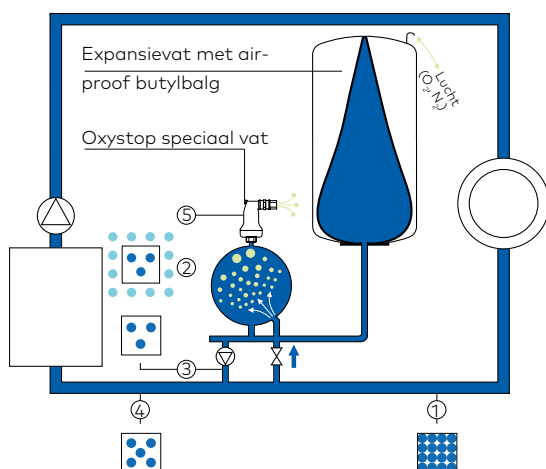 Expansievat met air-
proof butylbalg
Lucht
(O₂, N₂)
Oxystop speciaal vat
5
2
3
4
1